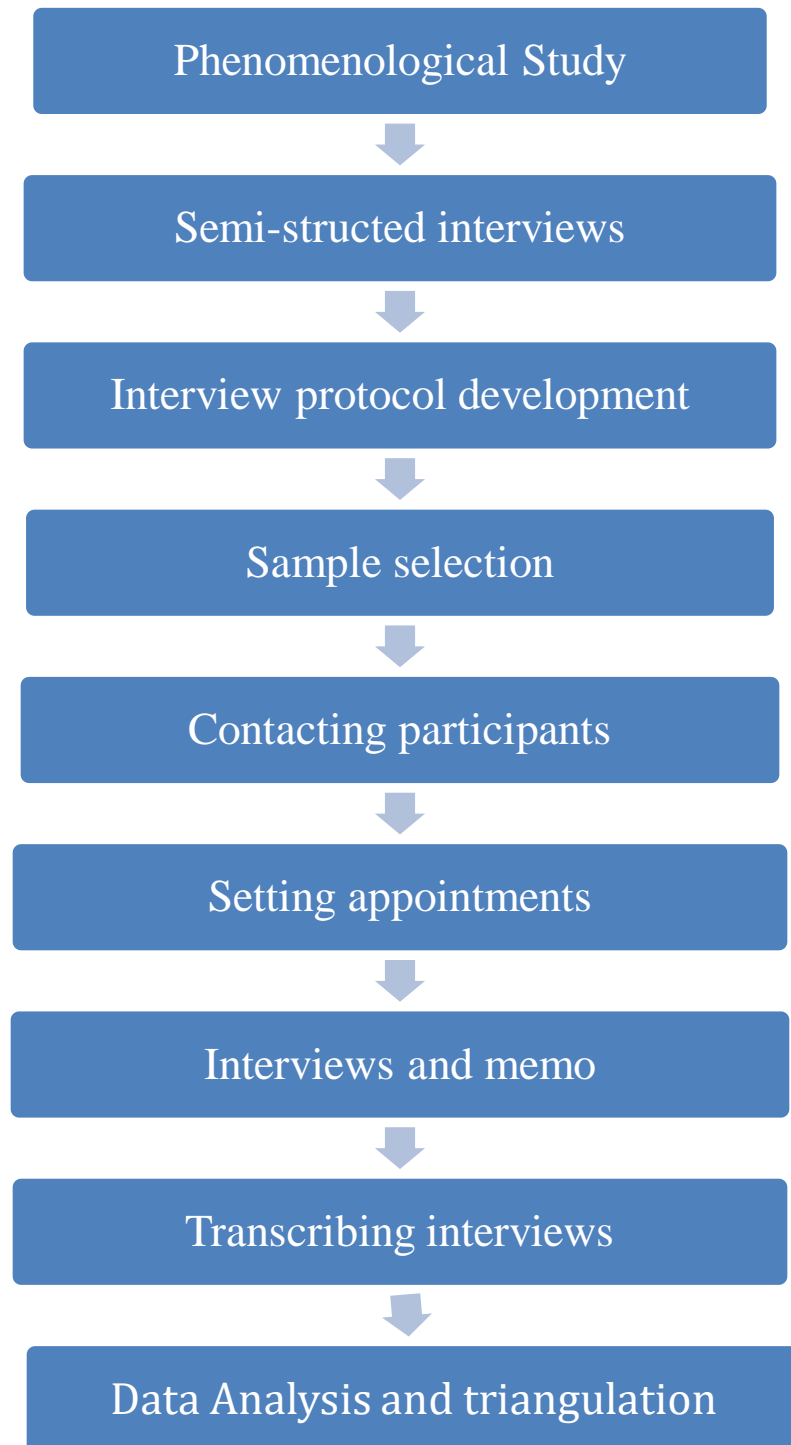 Phenomenological Study
Semi-structed interviews
Interview protocol development
Sample selection
Contacting participants
Setting appointments
Interviews and memo
Transcribing interviews
Data Analysis and triangulation